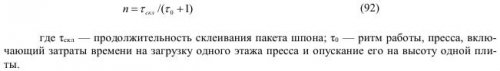 n = τскл /(τ0 + 1) (92)
где τскл — продолжительность склеивания пакета шпона; τ0 — ритм работы, пресса, вклю-
чающий затраты времени на загрузку одного этажа пресса и опускание его на высоту одной пли-
ты.